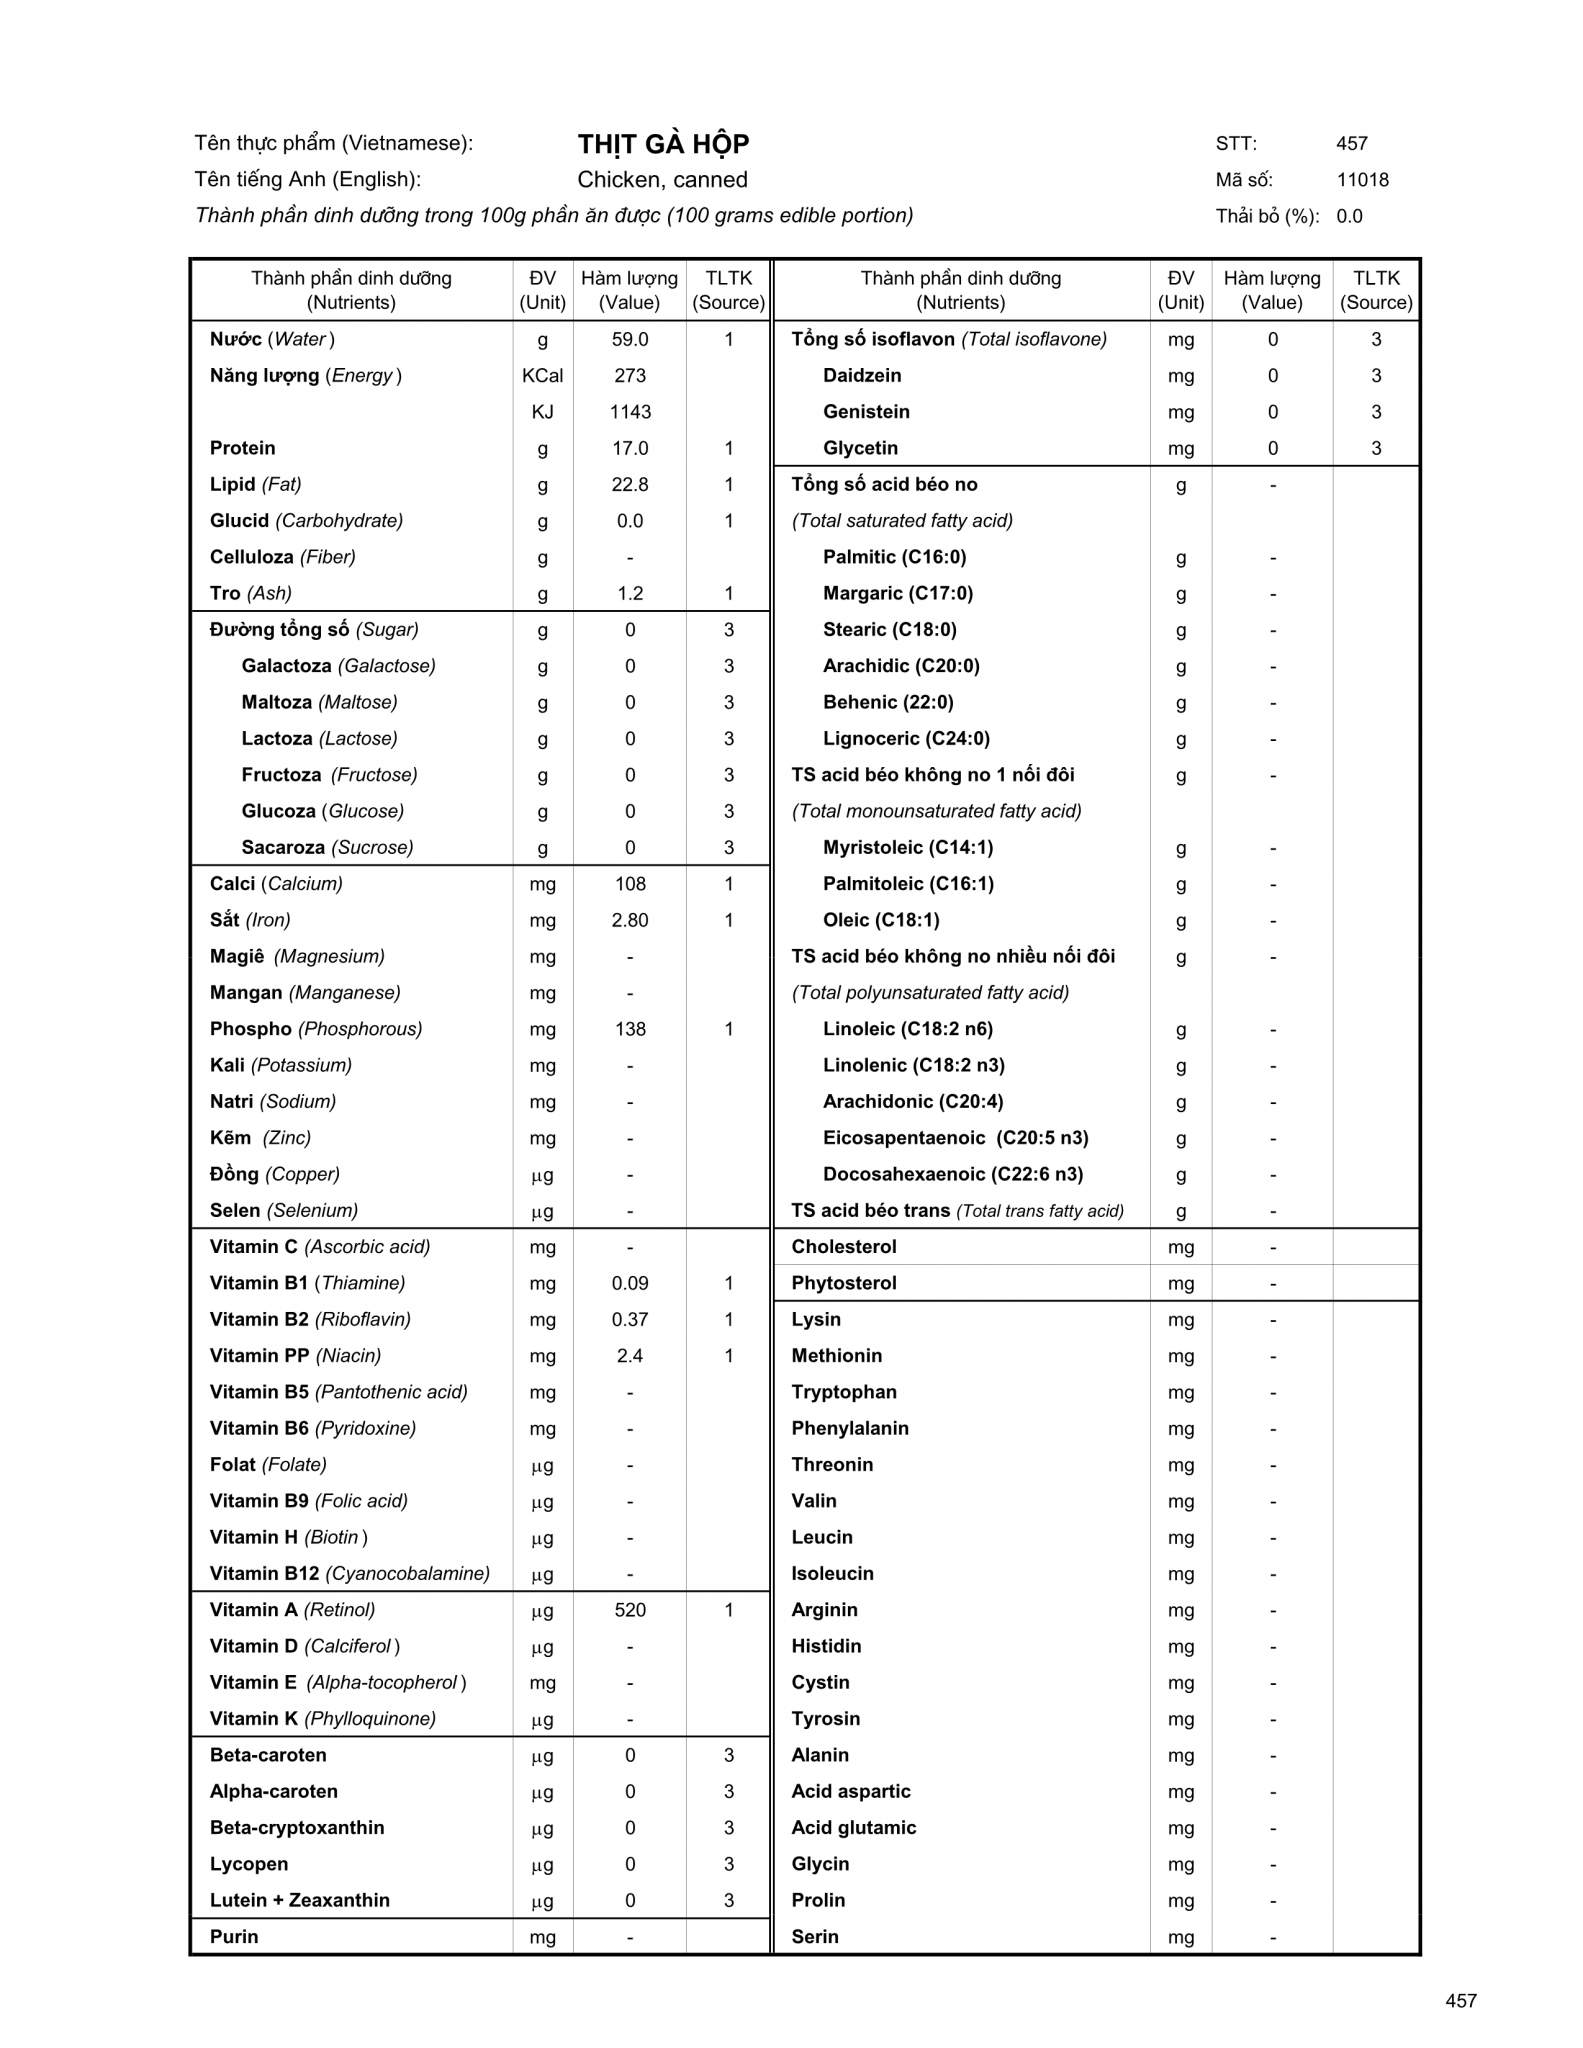 Tên thực phẩm (Vietnamese): THỊT GÀ HỘP STT: 457
Tên tiếng Anh (English): Chicken, canned Mã số: 11018
Thành phần dinh dưỡng trong 100g phần ăn được (100 grams edible portion) Thải bỏ (%): 0.0
Thành phần dinh dưỡng ĐV Hàm lượng TLTK Thành phần dinh dưỡng ĐV Hàm lượng TLTK
(Nutrients) (Unit) (Value) (Source) (Nutrients) (Unit) (Value) (Source)
Nước (Water) g 59.0 1 Tổng số isoflavon (Total isoflavone) mg 0 3
Năng lượng (Energy) KCal 273 Daidzein mg 0 3
KJ 1143 Genistein mg 0 3
Protein g 17.0 1 Glycetin mg 0 3
Lipid (Fat) g 22.8 1 Tổng số acid béo no g -
Glucid (Carbohydrate) g 0.0 1 (Total saturated fatty acid)
Celluloza (Fiber) g - Palmitic (C16:0) g -
Tro (Ash) g 1.2 1 Margaric (C17:0) g -
Đường tổng số (Sugar) g 0 3 Stearic (C18:0) g -
Galactoza (Galactose) g 0 3 Arachidic (C20:0) g -
Maltoza (Maltose) g 0 3 Behenic (22:0) g -
Lactoza (Lactose) g 0 3 Lignoceric (C24:0) g -
Fructoza (Fructose) g 0 3 TS acid béo không no 1 nối đôi g -
Glucoza (Glucose) g 0 3 (Total monounsaturated fatty acid)
Sacaroza (Sucrose) g 0 3 Myristoleic (C14:1) g -
Calci (Calcium) mg 108 1 Palmitoleic (C16:1) g -
Sắt (Iron) mg 2.80 1 Oleic (C18:1) g -
Magiê (Magnesium) mg - TS acid béo không no nhiều nối đôi g -
Mangan (Manganese) mg - (Total polyunsaturated fatty acid)
Phospho (Phosphorous) mg 138 1 Linoleic (C18:2 n6) g -
Kali (Potassium) mg - Linolenic (C18:2 n3) g -
Natri (Sodium) mg - Arachidonic (C20:4) g -
Kẽm (Zinc) mg - Eicosapentaenoic (C20:5 n3) g -
Đồng (Copper) μg - Docosahexaenoic (C22:6 n3) g -
Selen (Selenium) μg - TS acid béo trans (Total trans fatty acid) g -
Vitamin C (Ascorbic acid) mg - Cholesterol mg -
Vitamin B1 (Thiamine) mg 0.09 1 Phytosterol mg -
Vitamin B2 (Riboflavin) mg 0.37 1 Lysin mg -
Vitamin PP (Niacin) mg 2.4 1 Methionin mg -
Vitamin B5 (Pantothenic acid) mg - Tryptophan mg -
Vitamin B6 (Pyridoxine) mg - Phenylalanin mg -
Folat (Folate) μg - Threonin mg -
Vitamin B9 (Folic acid) μg - Valin mg -
Vitamin H (Biotin) μg - Leucin mg -
Vitamin B12 (Cyanocobalamine) μg - Isoleucin mg -
Vitamin A (Retinol) μg 520 1 Arginin mg -
Vitamin D (Calciferol) μg - Histidin mg -
Vitamin E (Alpha-tocopherol) mg - Cystin mg -
Vitamin K (Phylloquinone) μg - Tyrosin mg -
Beta-caroten μg 0 3 Alanin mg -
Alpha-caroten μg 0 3 Acid aspartic mg -
Beta-cryptoxanthin μg 0 3 Acid glutamic mg -
Lycopen μg 0 3 Glycin mg -
Lutein + Zeaxanthin μg 0 3 Prolin mg -
Purin mg - Serin mg -
457